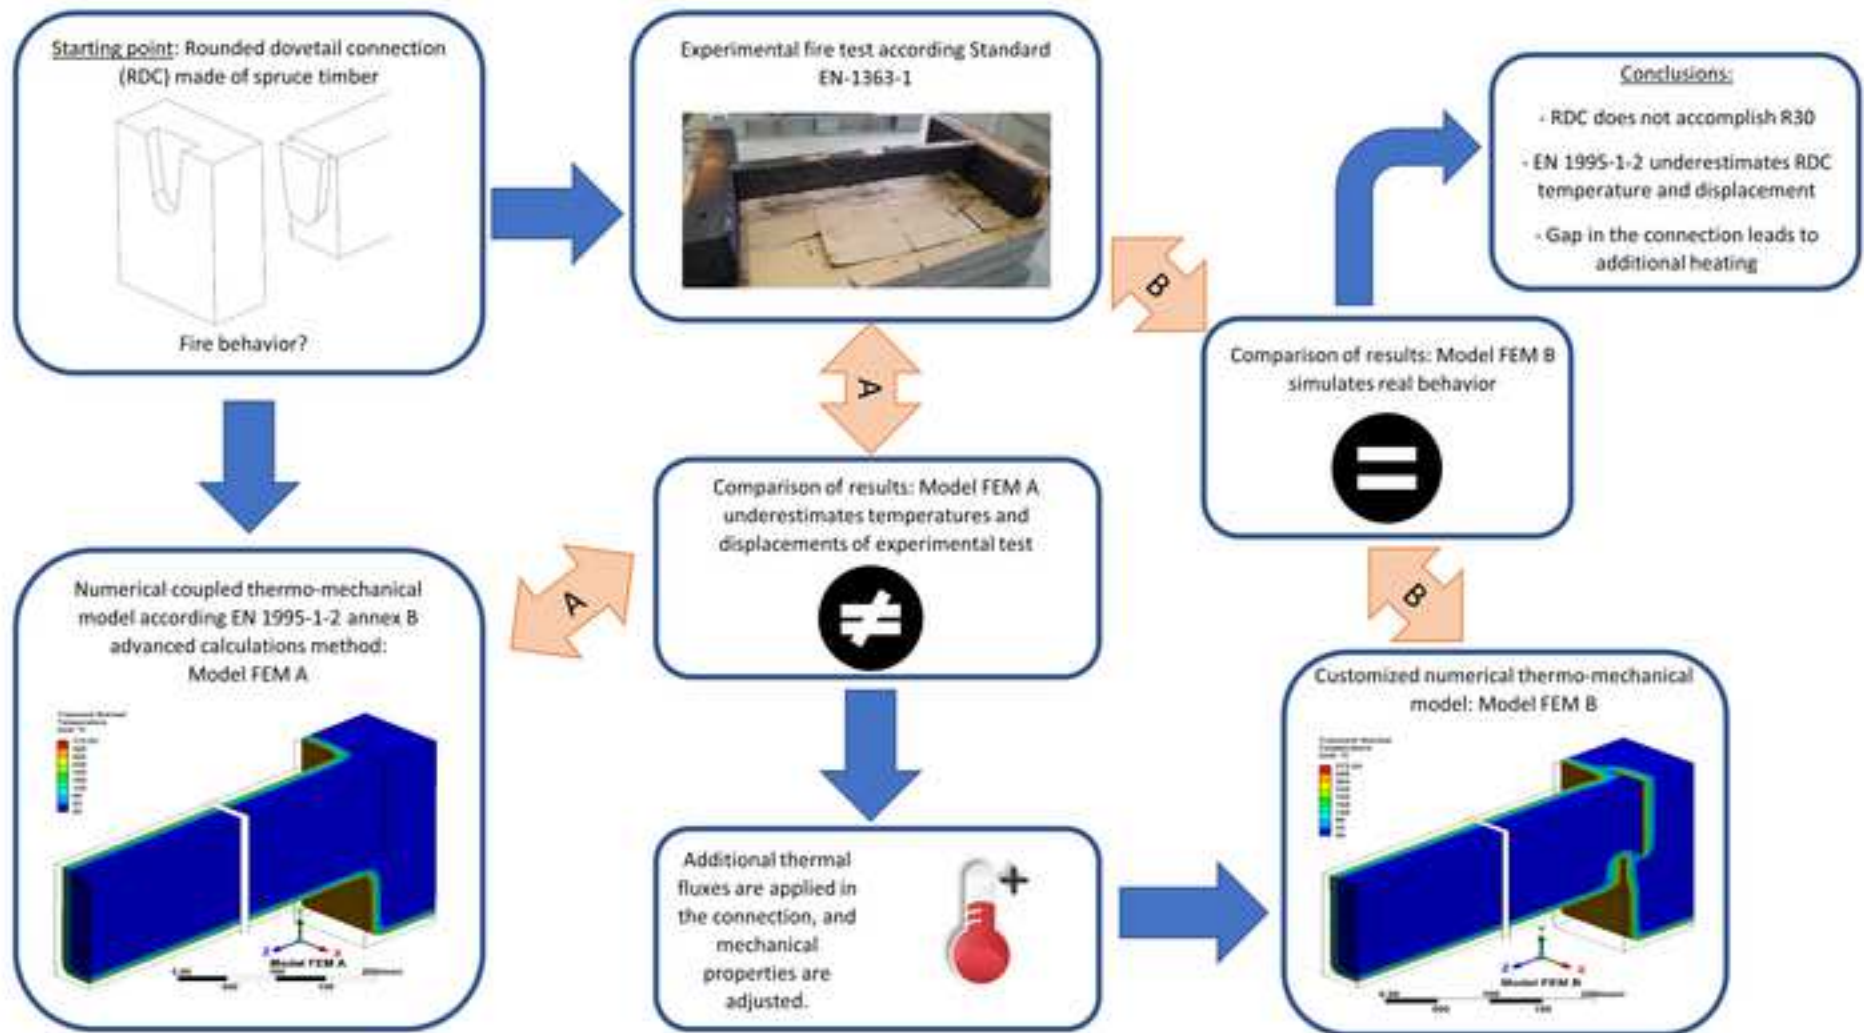 Starting point: Rounded dovetail connection
(RDC) made of spruce timber
Fire behavior?
Experimental fire test according Standard
EN-1363-1
Conclusions:
- RDC does not accomplish R30
- EN 1995-1-2 underestimates RDC
temperature and displacement
- Gap in the connection leads to
additional heating
B
Comparison of results: Model FEM B
simulates real behavior
=
A
Comparison of results: Model FEM A
underestimates temperatures and
displacements of experimental test
≠
A
B
Numerical coupled thermo-mechanical
model according EN 1995-1-2 annex B
advanced calculations method:
Model FEM A
Temperature
Z
X
Model FEM A
Additional thermal
fluxes are applied in
the connection, and
mechanical
properties are
adjusted.
+
Customized numerical thermo-mechanical
model: Model FEM B
Temperature
Y
Z
X
Model FEM B